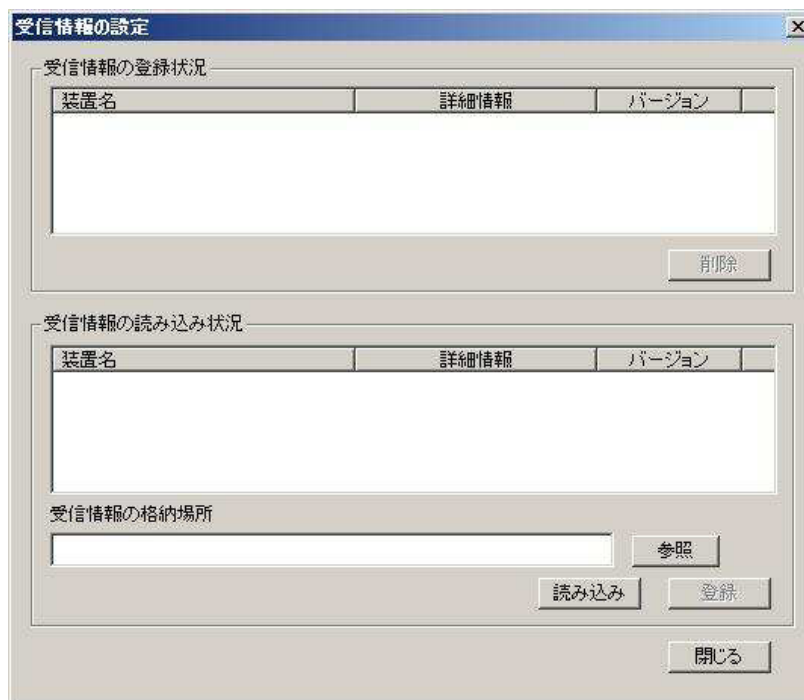 受信情報の設定
受信情報の登録状況
装置名 詳細情報 バージョン
削除
受信情報の読み込み状況
装置名 詳細情報 バージョン
受信情報の格納場所
参照
読み込み 登録
閉じる